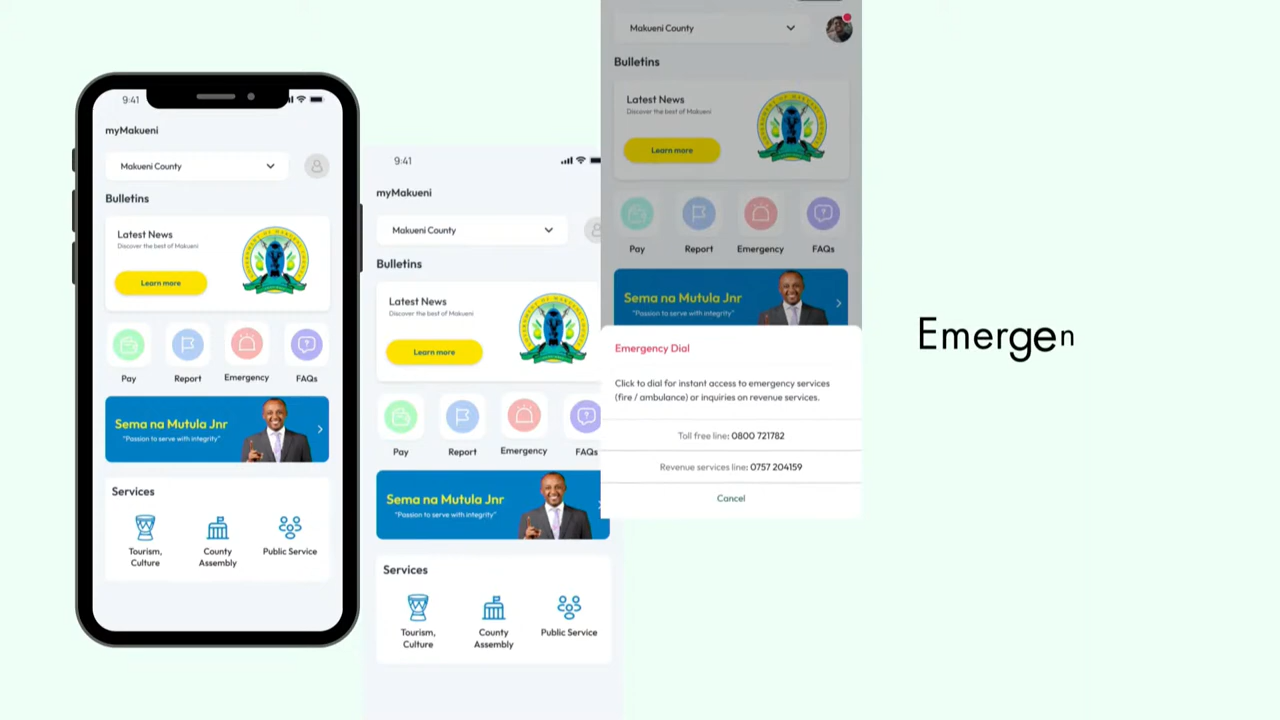 9:41
myMakueni
Makueni County
Bulletins
Latest News
Discover the best of Makueni
Learn more
Pay
Report
Emergency
FAQs
Sema na Mutula Jnr
"Passion to serve with integrity"
Services
Tourism,
Culture
County
Assembly
Public Service
9:41
myMakueni
Makueni County
Bulletins
Latest News
Discover the best of Makueni
Learn more
Pay
Report
Emergency
FAQs
Sema na Mutula Jnr
"Passion to serve with integrity"
Services
Tourism,
Culture
County
Assembly
Public Service
Makueni County
Bulletins
Latest News
Discover the best of Makueni
Learn more
Pay
Report
Emergency
FAQs
Sema na Mutula Jnr
"Passion to serve with integrity"
Emergency Dial
Click to dial for instant access to emergency services
(fire / ambulance) or inquiries on revenue services.
Toll free line: 0800 721782
Revenue services line: 0757 204159
Cancel
Emergen